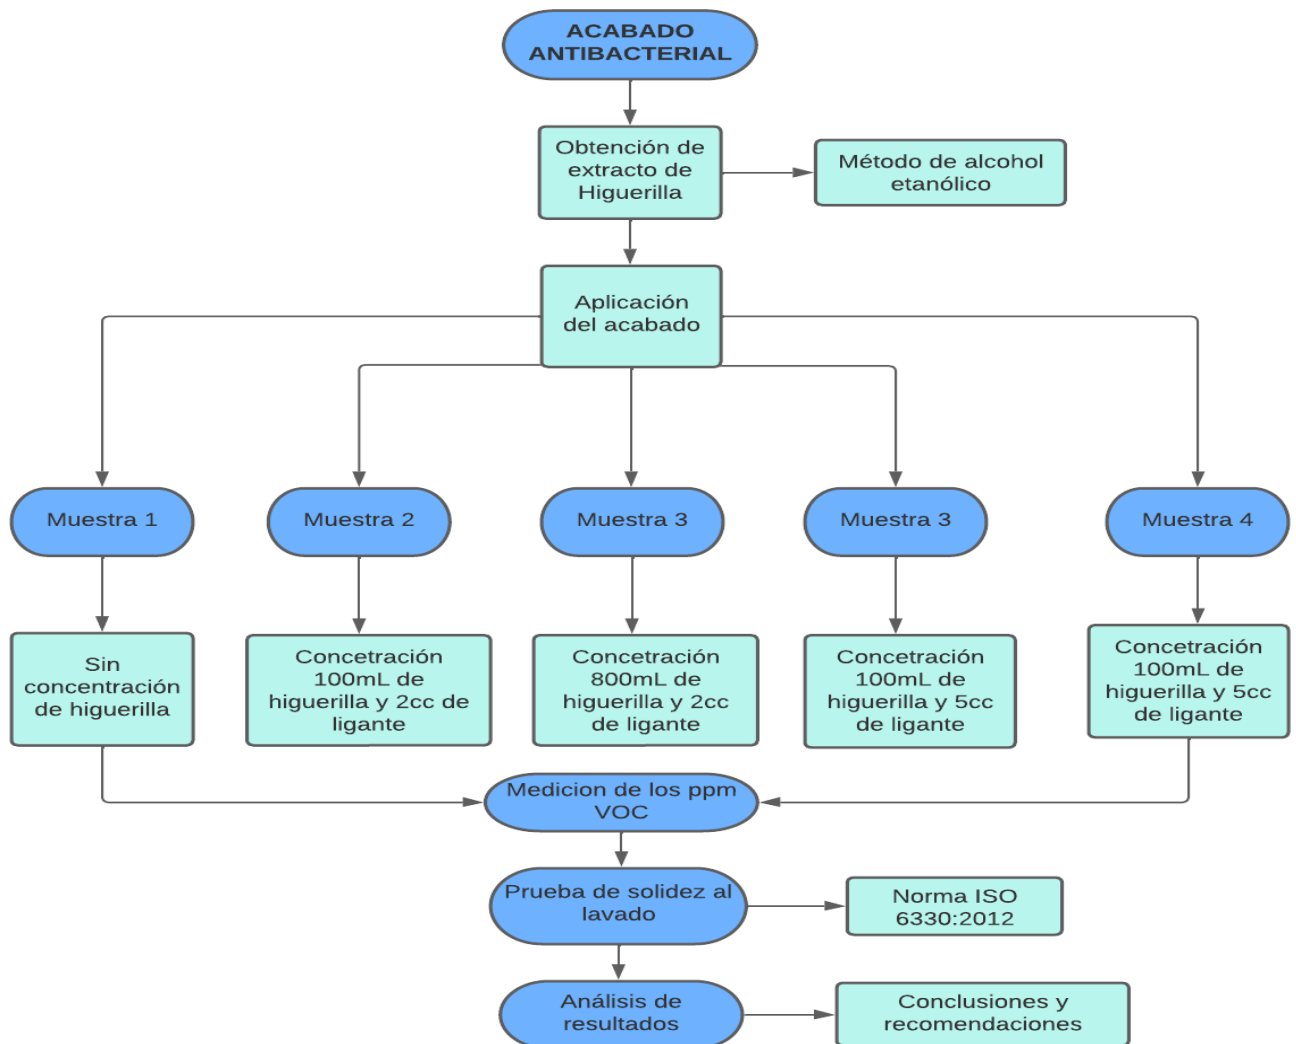 ACABADO
ANTIBACTERIAL
Obtención de
extracto de
Higuerilla
Método de alcohol
etanólico
Aplicación
del acabado
Muestra 1
Muestra 2
Muestra 3
Muestra 3
Muestra 4
Sin
concentración
de higuerilla
Concetración
100mL de
higuerilla y 2cc de
ligante
Concetración
800mL de
higuerilla y 2cc
de ligante
Concetración
100mL de
higuerilla y 5cc
de ligante
Concetración
100mL de
higuerilla y 5cc
de ligante
Medicion de los ppm
VOC
Prueba de solidez al
lavado
Norma ISO
6330:2012
Análisis de
resultados
Conclusiones y
recomendaciones